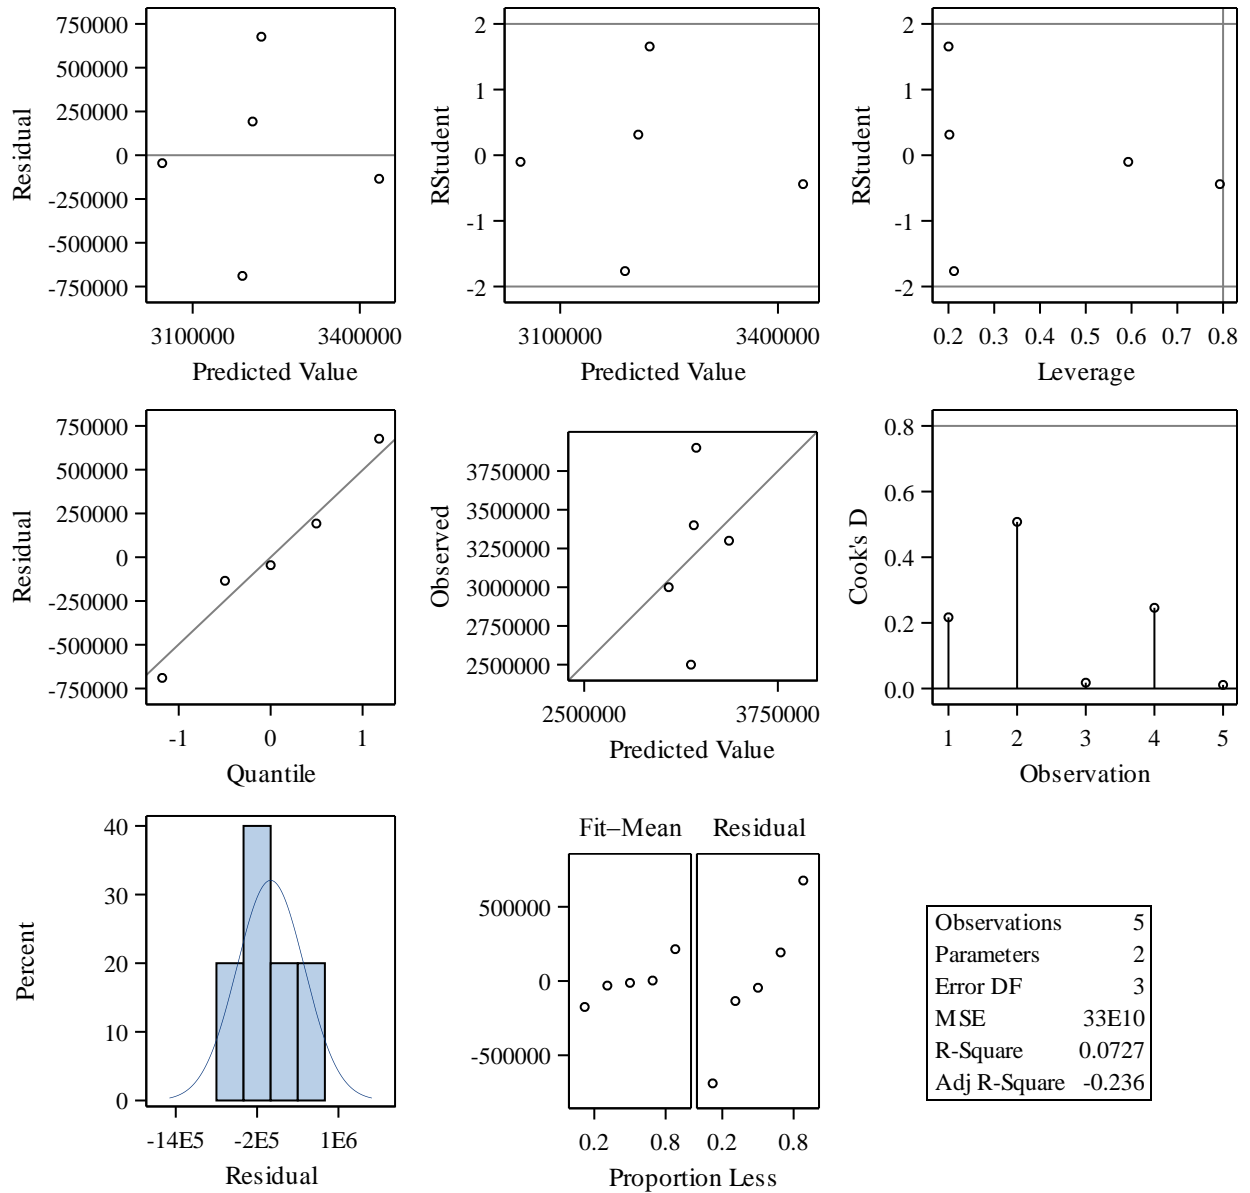 750000
500000
250000
0
-250000
-500000
-750000
Residual
3100000 3400000
Predicted Value
2
1
0
-1
-2
RStudent
3100000 3400000
Predicted Value
2
1
0
-1
-2
RStudent
0.2 0.3 0.4 0.5 0.6 0.7 0.8
Leverage
750000
500000
250000
0
-250000
-500000
-750000
Residual
-1 0 1
Quantile
3750000
3500000
3250000
3000000
2750000
2500000
Observed
2500000 3750000
Predicted Value
0.8
0.6
0.4
0.2
0.0
Cook's D
1 2 3 4 5
Observation
40
30
20
10
0
Percent
-14E5 -2E5 1E6
Residual
Fit–Mean Residual
500000
0
-500000
0.2 0.8 0.2 0.8
Proportion Less
Observations 5
Parameters 2
Error DF 3
MSE 33E10
R-Square 0.0727
Adj R-Square -0.236